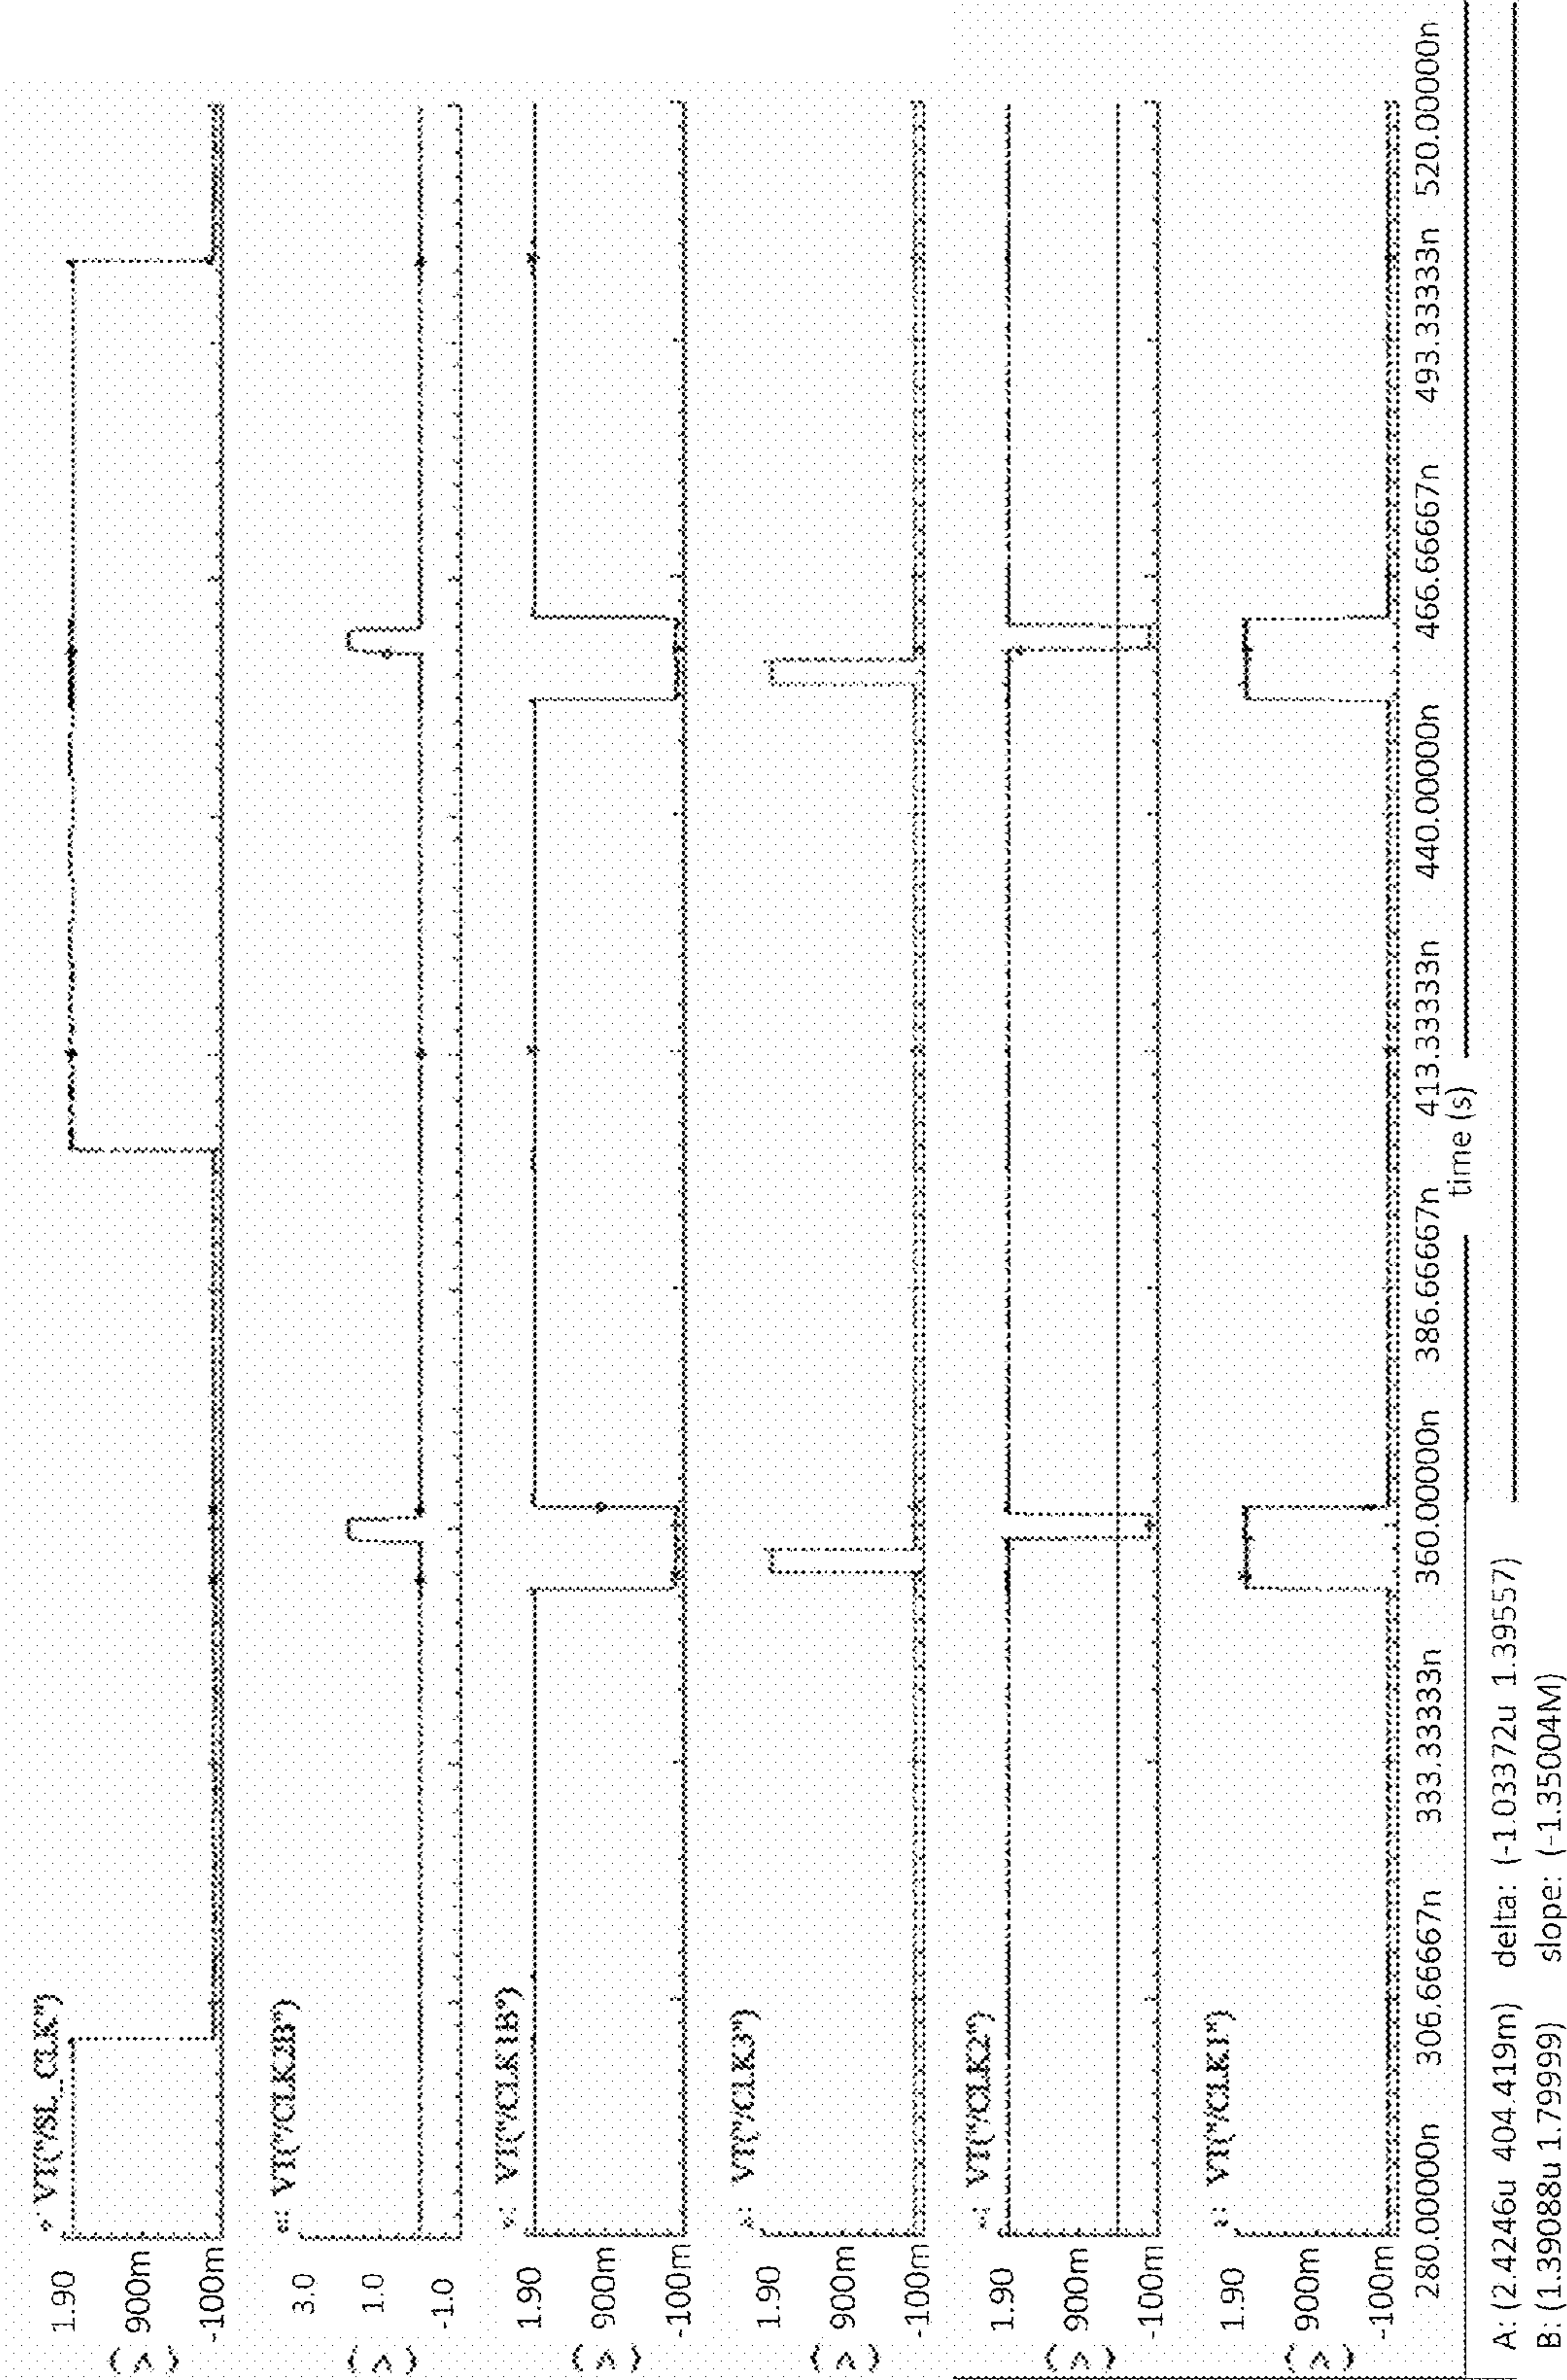 VT("/SL_CLK")
1.90
900m
-100m
(V)
VT("/CLK2B")
3.0
1.0
-1.0
(V)
VT("/CLK1B")
1.90
900m
-100m
(V)
VT("/CLK3")
1.90
900m
-100m
(V)
VT("/CLK2")
1.90
900m
-100m
(V)
VT("/CLK1")
1.90
900m
-100m
(V)
280.00000n 306.66667n 333.33333n 360.00000n 386.66667n 413.33333n 440.00000n 466.66667n 493.33333n 520.00000n
time (s)
A: (2.4246u 404.419m) delta: (-1.03372u 1.39557)
B: (1.39088u 1.79999) slope: (-1.35004M)